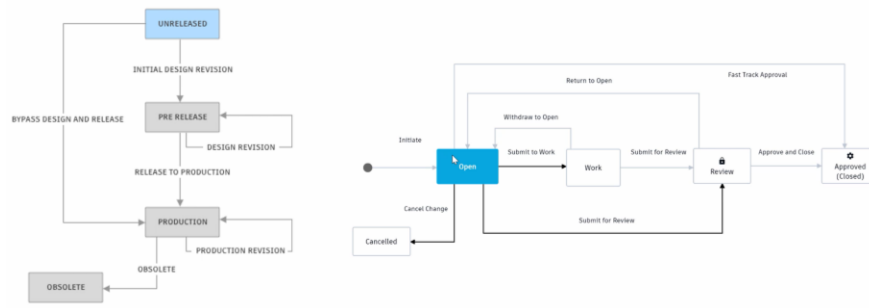 UNRELEASED
INITIAL DESIGN REVISION
BYPASS DESIGN AND RELEASE
PRE RELEASE
DESIGN REVISION
RELEASE TO PRODUCTION
PRODUCTION
PRODUCTION REVISION
OBSOLETE
OBSOLETE
Fast Track Approval
Return to Open
Withdraw to Open
Initiate
Open
Submit to Work
Work
Submit for Review
Review
Approve and Close
Approved
(Closed)
Cancel Change
Submit for Review
Cancelled